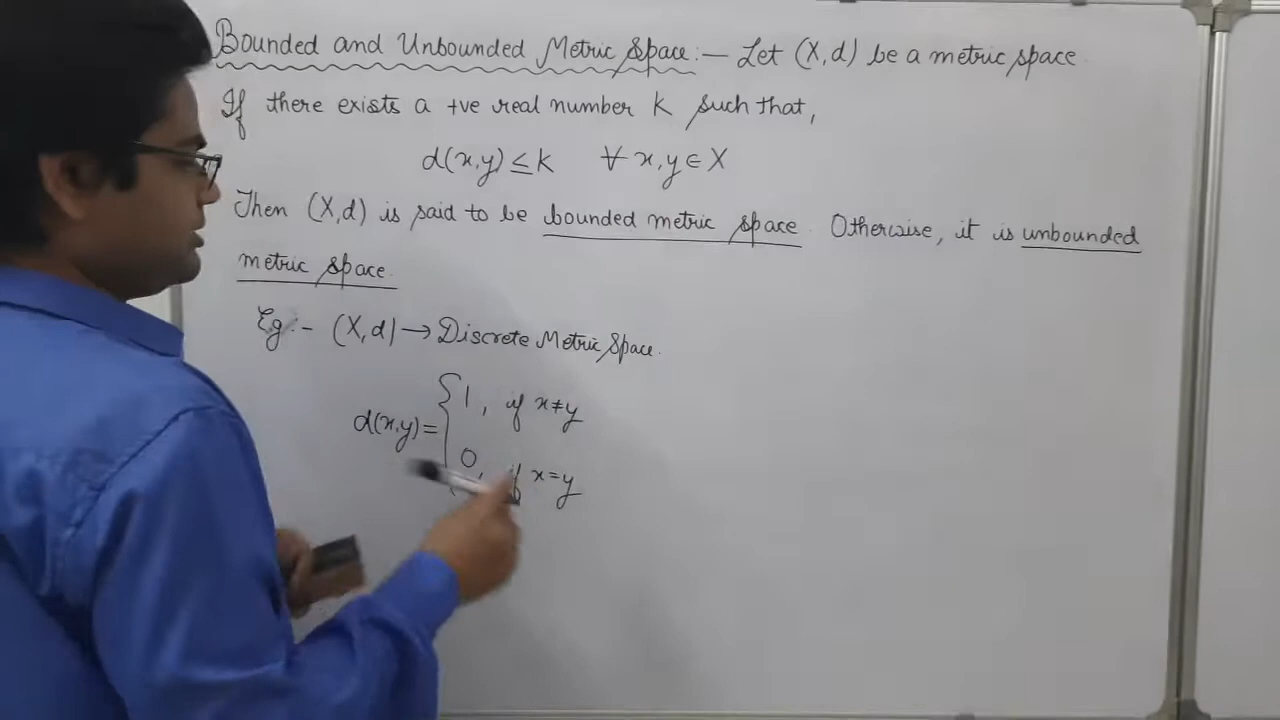 Bounded and Unbounded Metric Space:— Let (X,d) be a metric space
If there exists a +ve real number k such that,
d(x,y) ≤ k ∀ x,y ∈ X
Then (X,d) is said to be bounded metric space. Otherwise, it is unbounded
metric space.
Eg:- (X,d) → Discrete Metric Space.
d(x,y) = { 1, if x≠y
0, if x=y